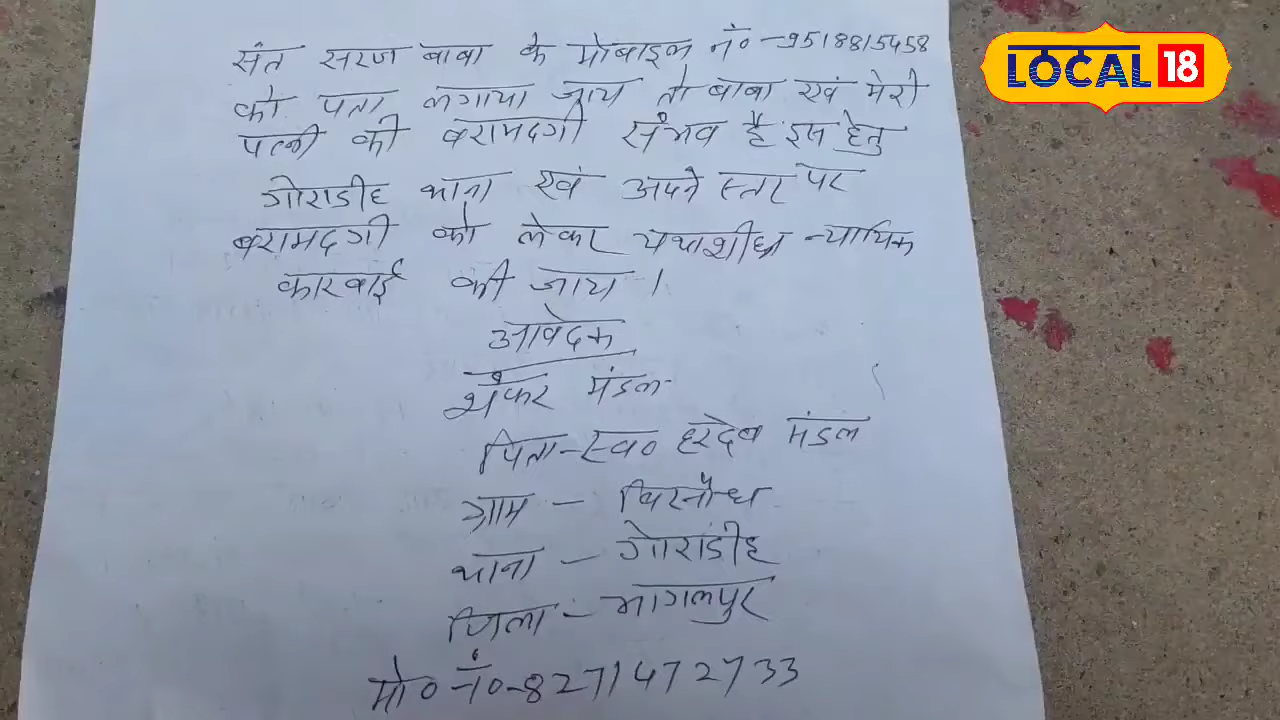 संत सरज बाबा के मोबाइल नं०-9518815458
को पता लगाया जाय तो बाबा एवं मेरी
पत्नी की बरामदगी संभव है इस हेतु
गोराडीह थाना एवं अपने स्तर पर
बरामदगी को लेकर यथाशीघ्र न्यायिक
कारवाई की जाय।
आवेदक
शंकर मंडल
पिता-स्व० हरदेव मंडल
ग्राम - बिरनौध
थाना - गोराडीह
जिला - भागलपुर
मो० नं०-8271472733
LOCAL 18